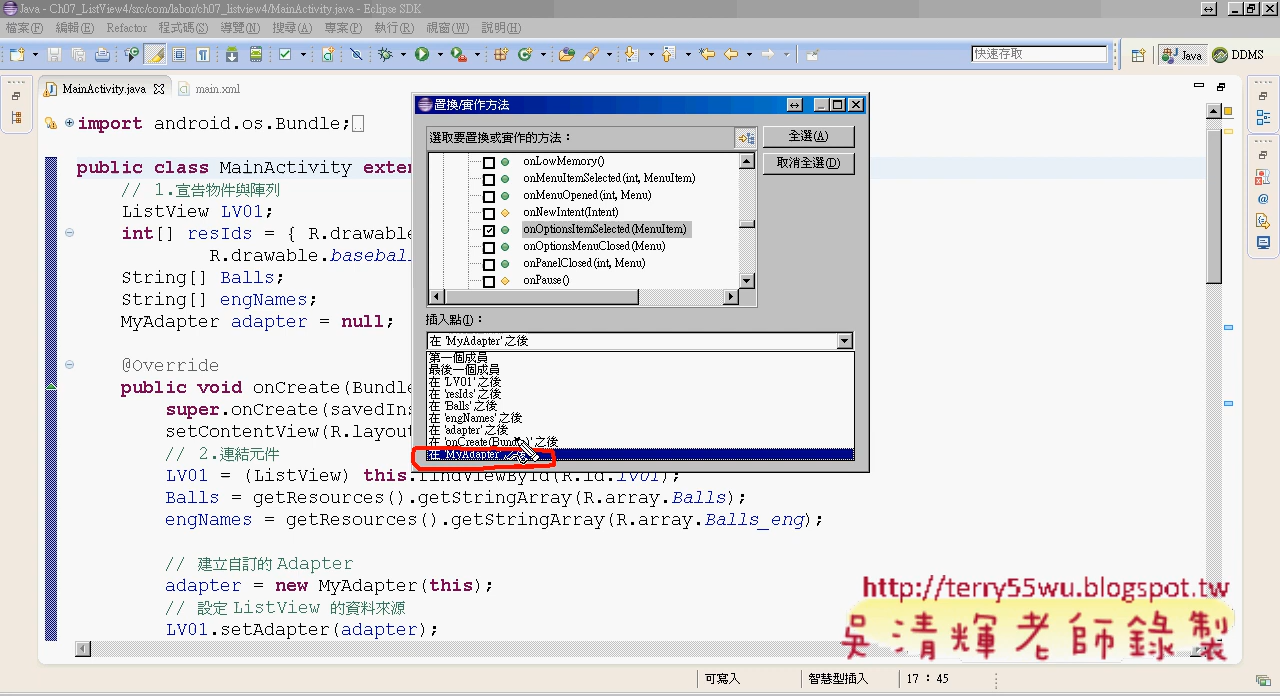 Java - Ch07_ListView4/src/com/labor/ch07_listview4/MainActivity.java - Eclipse SDK
檔案(F) 編輯(E) Refactor 程式碼(S) 導覽(N) 搜尋(A) 專案(P) 執行(R) 視窗(W) 說明(H)
快速存取 Java DDMS
MainActivity.java main.xml
import android.os.Bundle;
public class MainActivity exten
// 1.宣告物件與陣列
ListView LV01;
int[] resIds = { R.drawable
R.drawable.baseball
String[] Balls;
String[] engNames;
MyAdapter adapter = null;
@Override
public void onCreate(Bundle
super.onCreate(savedIns
setContentView(R.layout
// 2.連結元件
LV01 = (ListView) this.findViewById(R.id.lv01);
Balls = getResources().getStringArray(R.array.Balls);
engNames = getResources().getStringArray(R.array.Balls_eng);
// 建立自訂的 Adapter
adapter = new MyAdapter(this);
// 設定 ListView 的資料來源
LV01.setAdapter(adapter);
置換/實作方法
選取要置換或實作的方法：
全選(A)
取消全選(D)
onLowMemory()
onMenuItemSelected(int, MenuItem)
onMenuOpened(int, Menu)
onNewIntent(Intent)
onOptionsItemSelected(MenuItem)
onOptionsMenuClosed(Menu)
onPanelClosed(int, Menu)
onPause()
插入點(I)：
在 'MyAdapter' 之後
第一個成員
最後一個成員
在 'LV01' 之後
在 'resIds' 之後
在 'Balls' 之後
在 'engNames' 之後
在 'adapter' 之後
在 'onCreate(Bundle)' 之後
在 'MyAdapter' 之後
http://terry55wu.blogspot.tw
吳清輝老師錄製
可寫入 智慧型插入 17 : 45